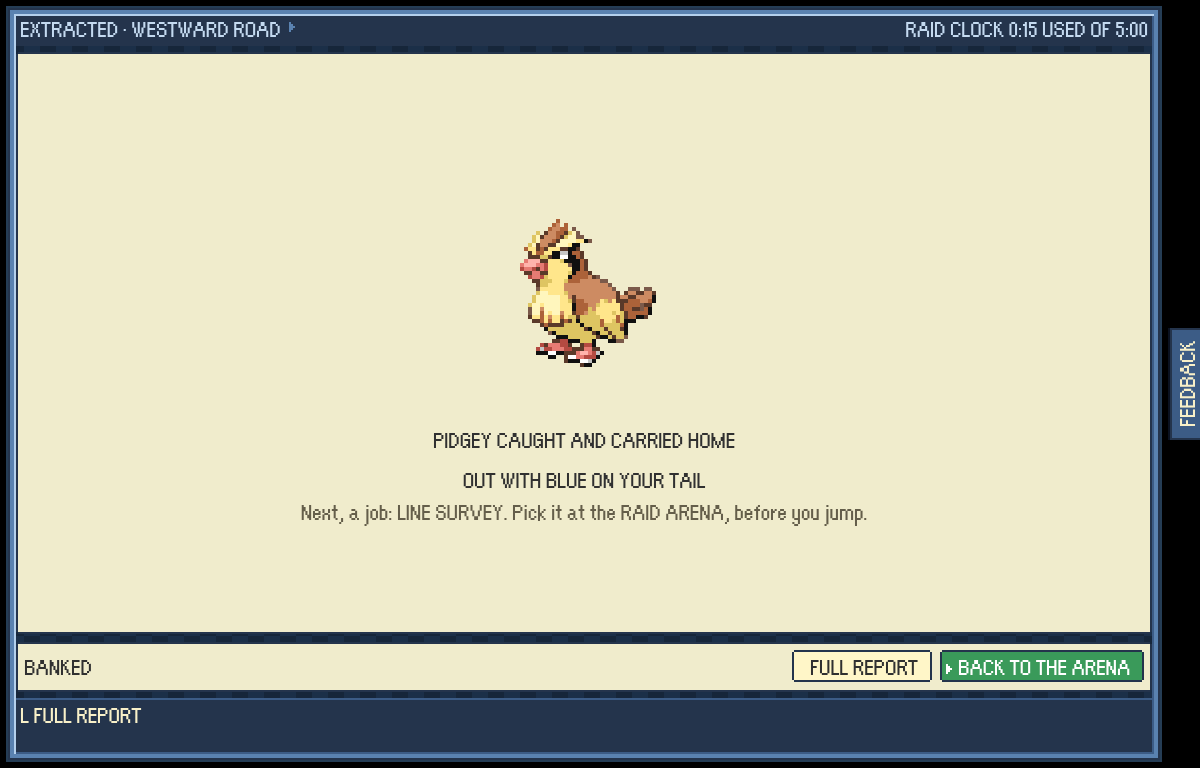 EXTRACTED · WESTWARD ROAD
RAID CLOCK 0:15 USED OF 5:00
PIDGEY CAUGHT AND CARRIED HOME
OUT WITH BLUE ON YOUR TAIL
Next, a job: LINE SURVEY. Pick it at the RAID ARENA, before you jump.
BANKED
FULL REPORT
BACK TO THE ARENA
L FULL REPORT
FEEDBACK